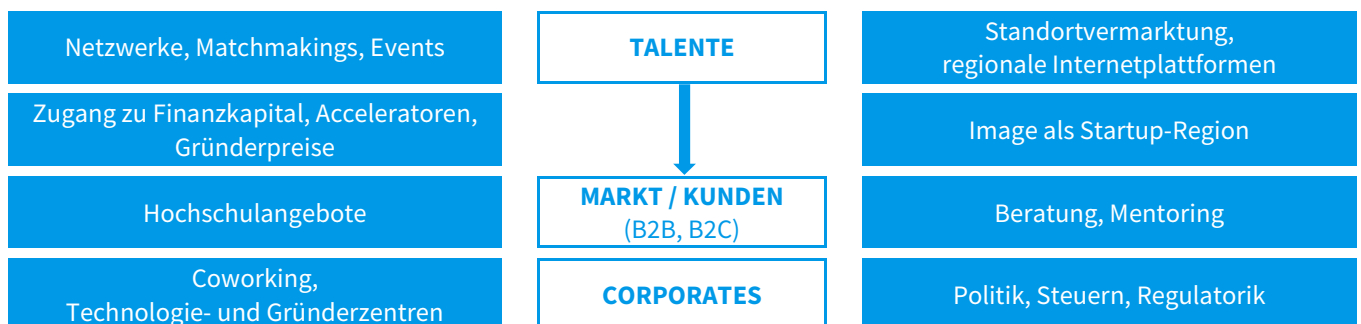 Netzwerke, Matchmakings, Events
TALENTE
Standortvermarktung,
regionale Internetplattformen
Zugang zu Finanzkapital, Acceleratoren,
Gründerpreise
Image als Startup-Region
Hochschulangebote
MARKT / KUNDEN
(B2B, B2C)
Beratung, Mentoring
Coworking,
Technologie- und Gründerzentren
CORPORATES
Politik, Steuern, Regulatorik